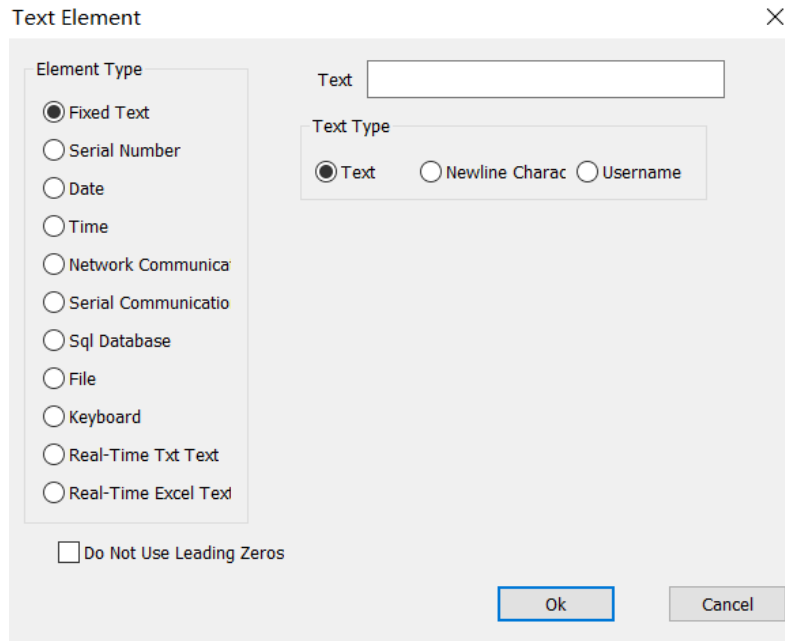 Text Element
Element Type
Fixed Text
Serial Number
Date
Time
Network Communica
Serial Communicatio
Sql Database
File
Keyboard
Real-Time Txt Text
Real-Time Excel Text
Do Not Use Leading Zeros
Text
Text Type
Text Newline Charac Username
Ok Cancel